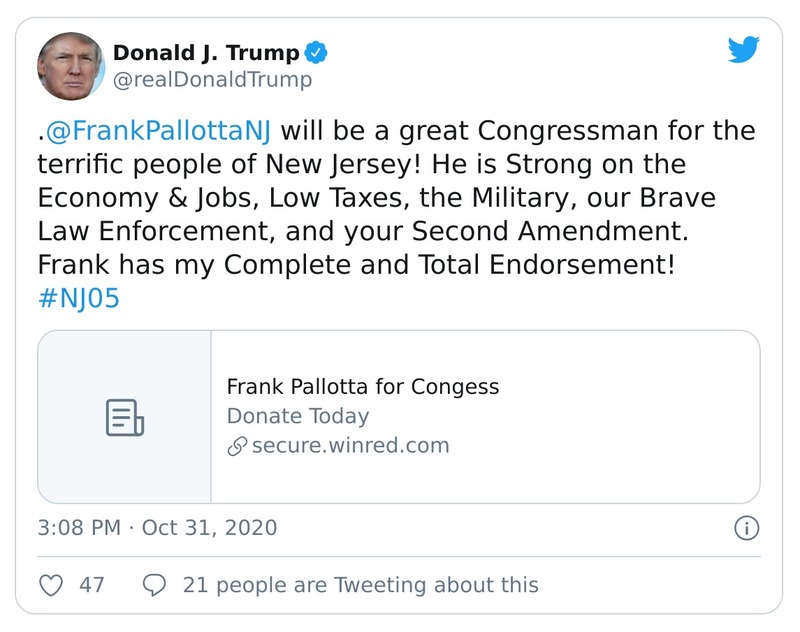 Donald J. Trump
@realDonaldTrump
.@FrankPallottaNJ will be a great Congressman for the
terrific people of New Jersey! He is Strong on the
Economy & Jobs, Low Taxes, the Military, our Brave
Law Enforcement, and your Second Amendment.
Frank has my Complete and Total Endorsement!
#NJ05
Frank Pallotta for Congess
Donate Today
secure.winred.com
3:08 PM · Oct 31, 2020
47 21 people are Tweeting about this